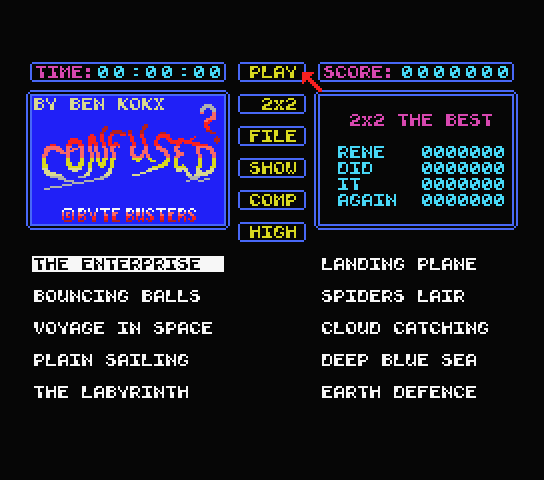 TIME:00:00:00
PLAY
SCORE: 0000000
BY BEN KOKX
CONFUSED?
©BYTE BUSTERS
2x2
FILE
SHOW
COMP
HIGH
2x2 THE BEST
RENE 0000000
DID 0000000
IT 0000000
AGAIN 0000000
THE ENTERPRISE
BOUNCING BALLS
VOYAGE IN SPACE
PLAIN SAILING
THE LABYRINTH
LANDING PLANE
SPIDERS LAIR
CLOUD CATCHING
DEEP BLUE SEA
EARTH DEFENCE